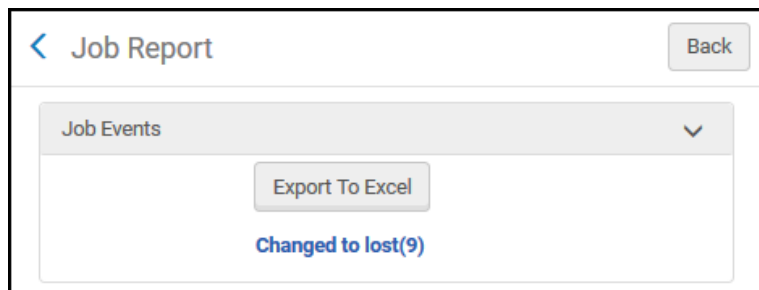 Job Report
Back
Job Events
Export To Excel
Changed to lost(9)